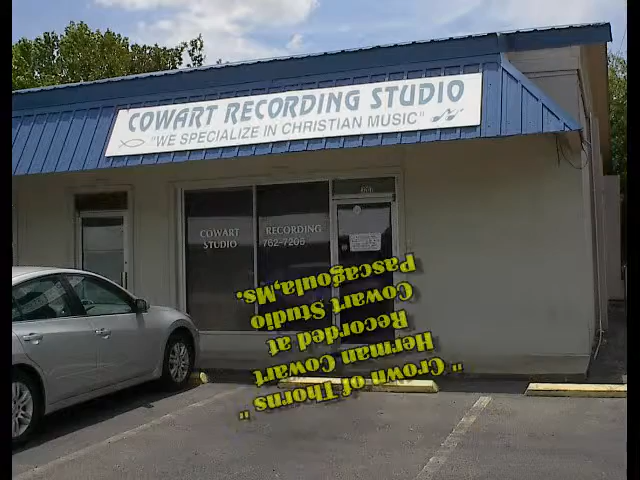 COWART RECORDING STUDIO
"WE SPECIALIZE IN CHRISTIAN MUSIC"
COWART RECORDING
STUDIO 762-7206
" Crown of Thorns "
Herman Cowart
Recorded at
Cowart Studio
Pascagoula,Ms.